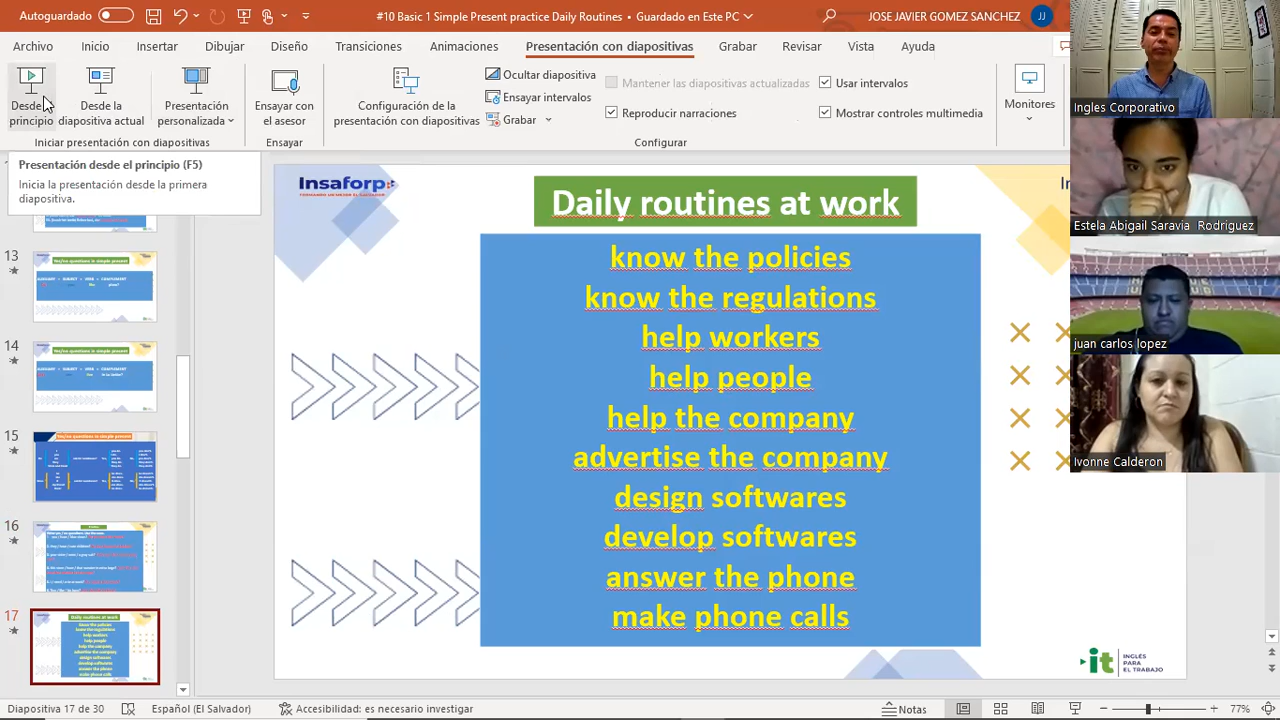 Autoguardado
#10 Basic 1 Simple Present practice Daily Routines • Guardado en Este PC
JOSE JAVIER GOMEZ SANCHEZ
JJ
Archivo Inicio Insertar Dibujar Diseño Transiciones Animaciones Presentación con diapositivas Grabar Revisar Vista Ayuda
Desde principio
Desde la diapositiva actual
Presentación personalizada
Ensayar con el asesor
Configuración de la presentación con diapositivas
Ocultar diapositiva
Ensayar intervalos
Grabar
Mantener las diapositivas actualizadas
Reproducir narraciones
Usar intervalos
Mostrar controles multimedia
Monitores
Iniciar presentación con diapositivas
Ensayar
Configurar
Presentación desde el principio (F5)
Inicia la presentación desde la primera
diapositiva.
13
14
15
16
17
Insaforp
Daily routines at work
know the policies
know the regulations
help workers
help people
help the company
advertise the company
design softwares
develop softwares
answer the phone
make phone calls
it
INGLÉS
PARA
EL TRABAJO
Ingles Corporativo
Estela Abigail Saravia Rodriguez
juan carlos lopez
Ivonne Calderon
Diapositiva 17 de 30
Español (El Salvador)
Accesibilidad: es necesario investigar
Notas
77%